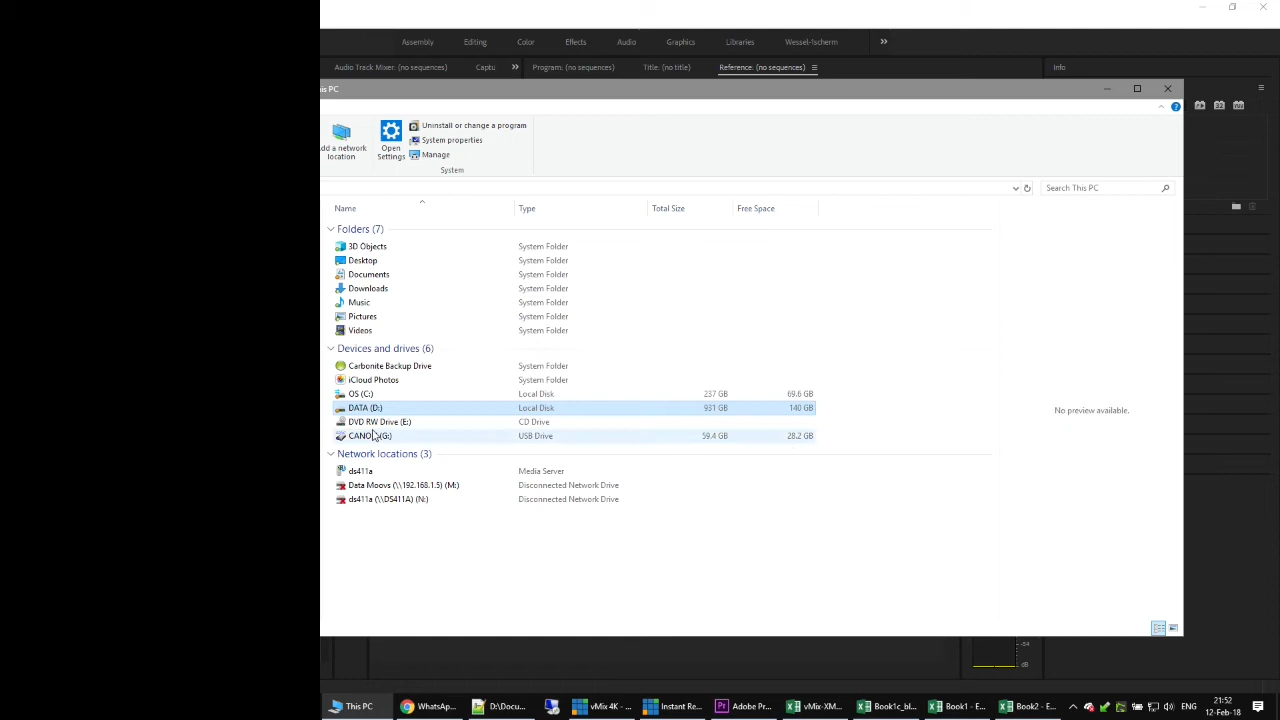 Assembly Editing Color Effects Audio Graphics Libraries Wessel-Ischerm
Audio Track Mixer: (no sequences) Captu Program: (no sequences) Title: (no title) Reference: (no sequences) Info
his PC
Add a network location
Open Settings
Uninstall or change a program
System properties
Manage
System
Search This PC
Name Type Total Size Free Space
Folders (7)
3D Objects System Folder
Desktop System Folder
Documents System Folder
Downloads System Folder
Music System Folder
Pictures System Folder
Videos System Folder
Devices and drives (6)
Carbonite Backup Drive System Folder
iCloud Photos System Folder
OS (C:) Local Disk 237 GB 69.6 GB
DATA (D:) Local Disk 931 GB 140 GB
DVD RW Drive (E:) CD Drive
CANO (G:) USB Drive 59.4 GB 28.2 GB
Network locations (3)
ds411a Media Server
Data Moovs (\\192.168.1.5) (M:) Disconnected Network Drive
ds411a (\\DS411A) (N:) Disconnected Network Drive
No preview available.
-54
dB
This PC WhatsAp... D:\Docu... vMix 4K - ... Instant Re... Adobe Pr... vMix-XM... Book1c_bl... Book1 - E... Book2 - E... ENG 21:52
12-Feb-18